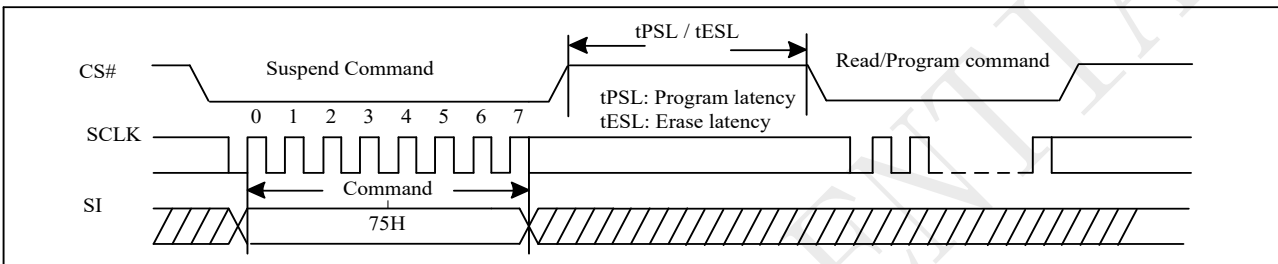 tPSL / tESL
CS#
Suspend Command
Read/Program command
tPSL: Program latency
tESL: Erase latency
0 1 2 3 4 5 6 7
SCLK
Command
SI
75H